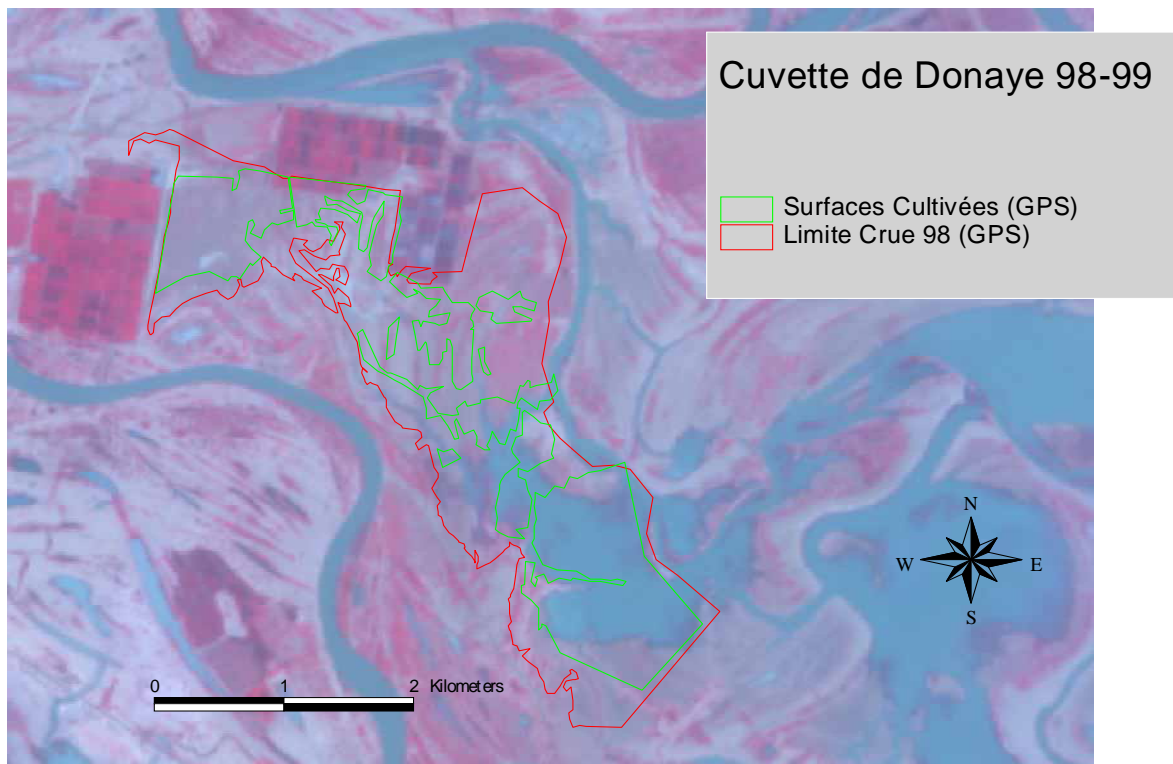 Cuvette de Donaye 98-99
Surfaces Cultivées (GPS)
Limite Crue 98 (GPS)
N
W E
S
0 1 2 Kilometers